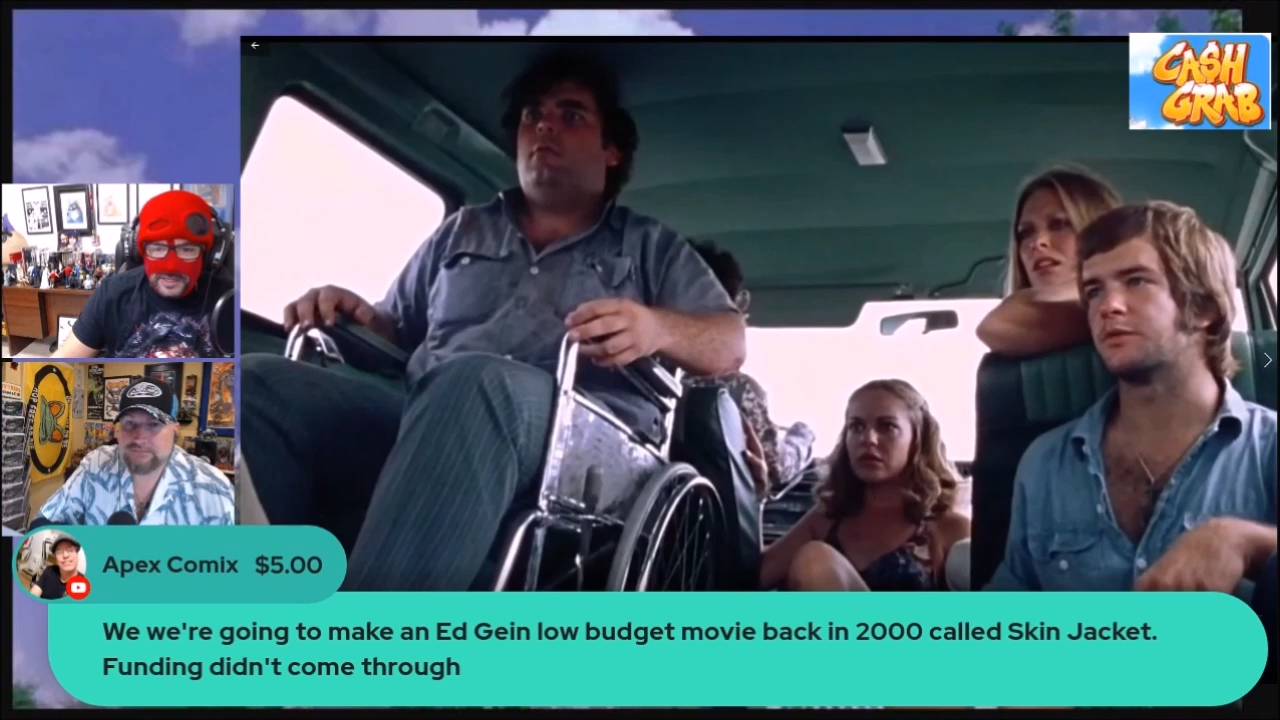 CA$H
GRAB
Apex Comix $5.00
We we're going to make an Ed Gein low budget movie back in 2000 called Skin Jacket.
Funding didn't come through